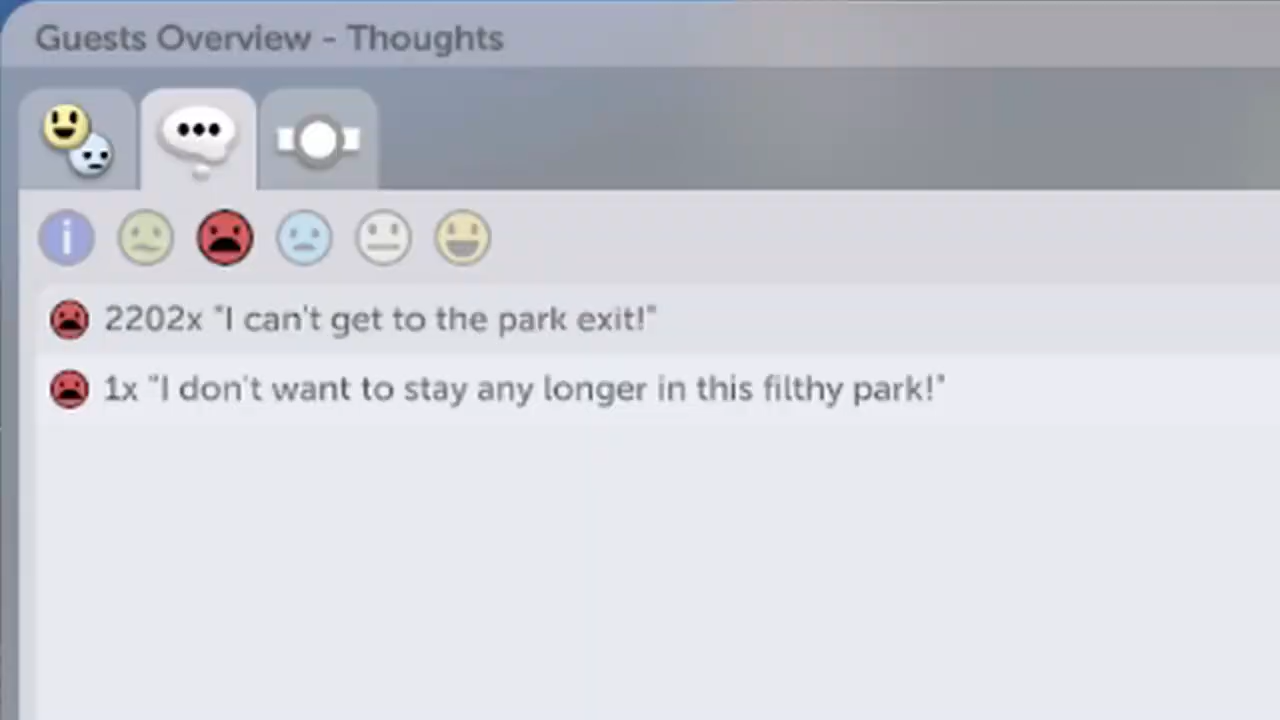 Guests Overview - Thoughts
i
2202x "I can't get to the park exit!"
1x "I don't want to stay any longer in this filthy park!"